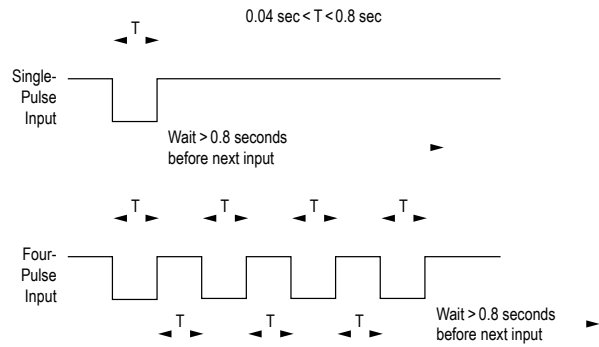 0.04 sec < T < 0.8 sec
T
Single-
Pulse
Input
Wait > 0.8 seconds
before next input
T
T
T
T
Four-
Pulse
Input
T
T
T
Wait > 0.8 seconds
before next input